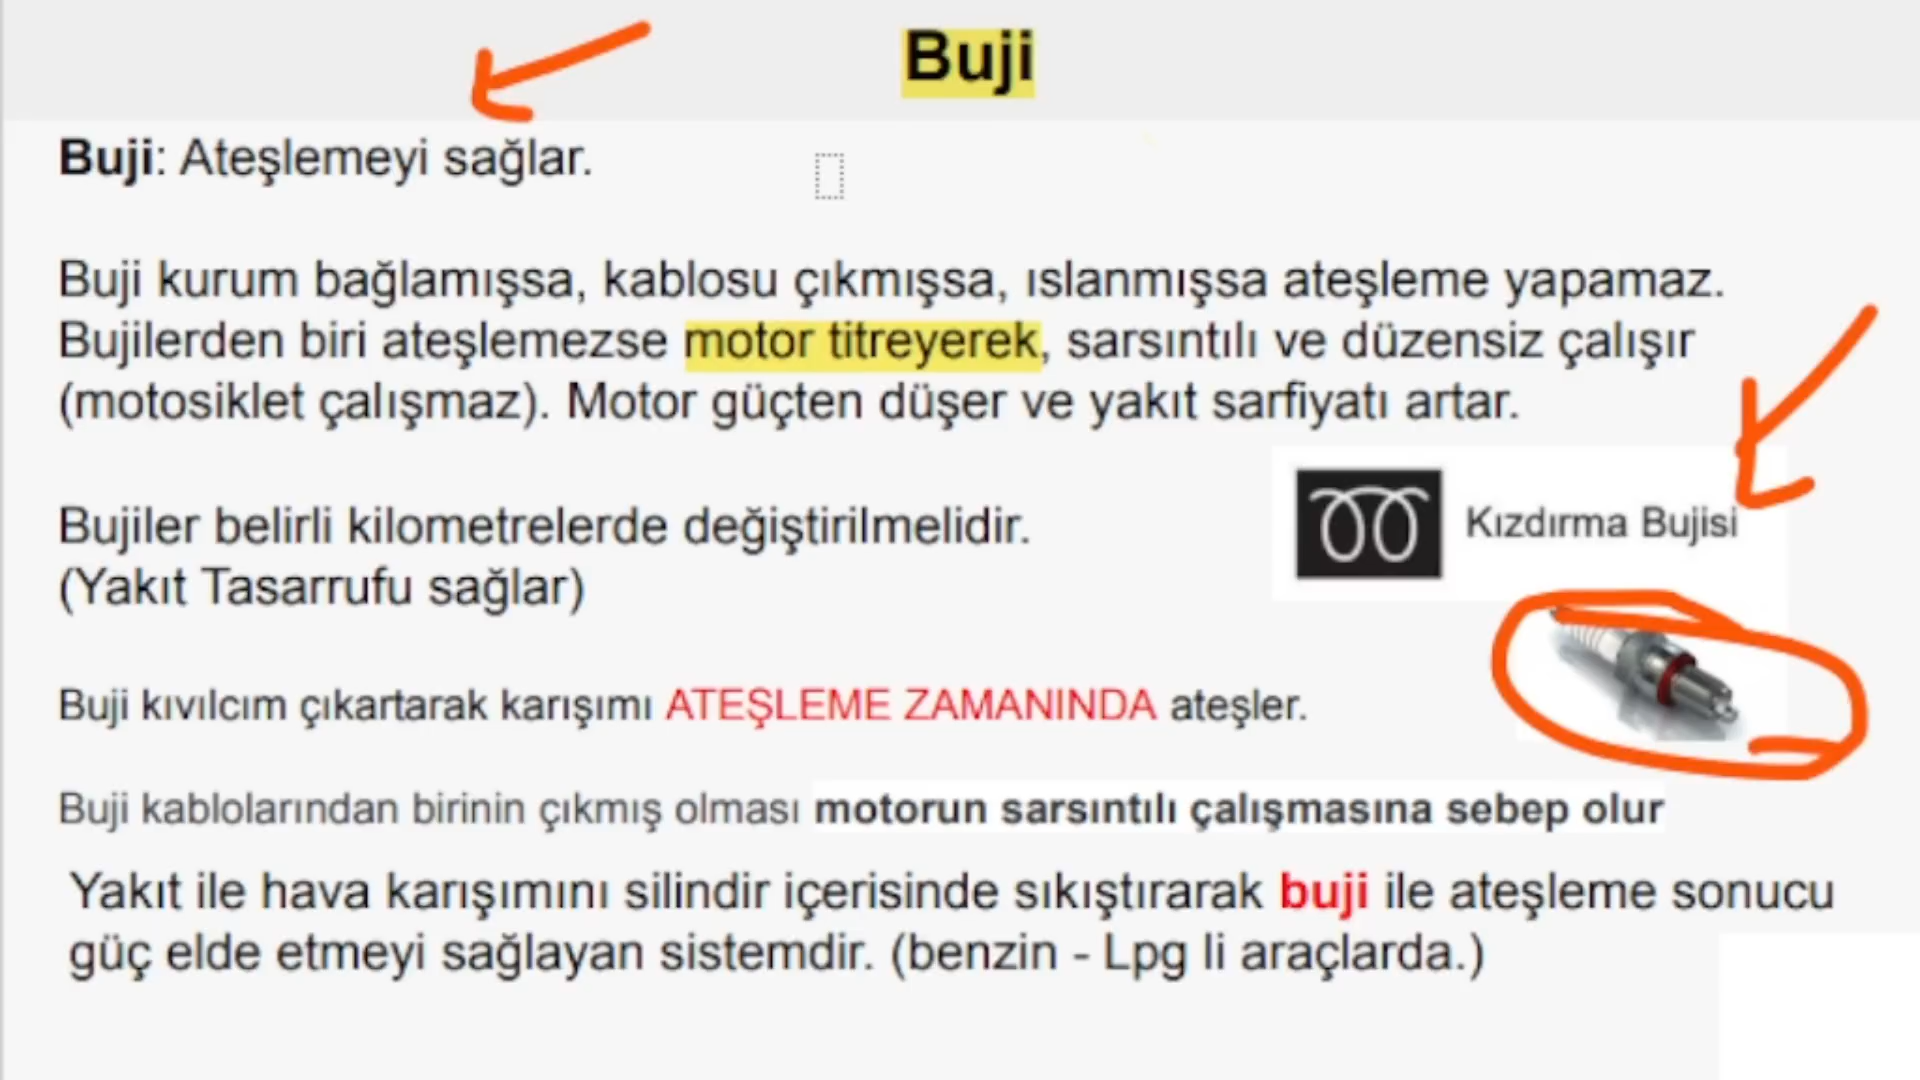 Buji
Buji: Ateşlemeyi sağlar.
Buji kurum bağlamışsa, kablosu çıkmışsa, ıslanmışsa ateşleme yapamaz.
Bujilerden biri ateşlemezse motor titreyerek, sarsıntılı ve düzensiz çalışır
(motosiklet çalışmaz). Motor güçten düşer ve yakıt sarfiyatı artar.
Kızdırma Bujisi
Bujiler belirli kilometrelerde değiştirilmelidir.
(Yakıt Tasarrufu sağlar)
Buji kıvılcım çıkartarak karışımı ATEŞLEME ZAMANINDA ateşler.
Buji kablolarından birinin çıkmış olması motorun sarsıntılı çalışmasına sebep olur
Yakıt ile hava karışımını silindir içerisinde sıkıştırarak buji ile ateşleme sonucu
güç elde etmeyi sağlayan sistemdir. (benzin - Lpg li araçlarda.)